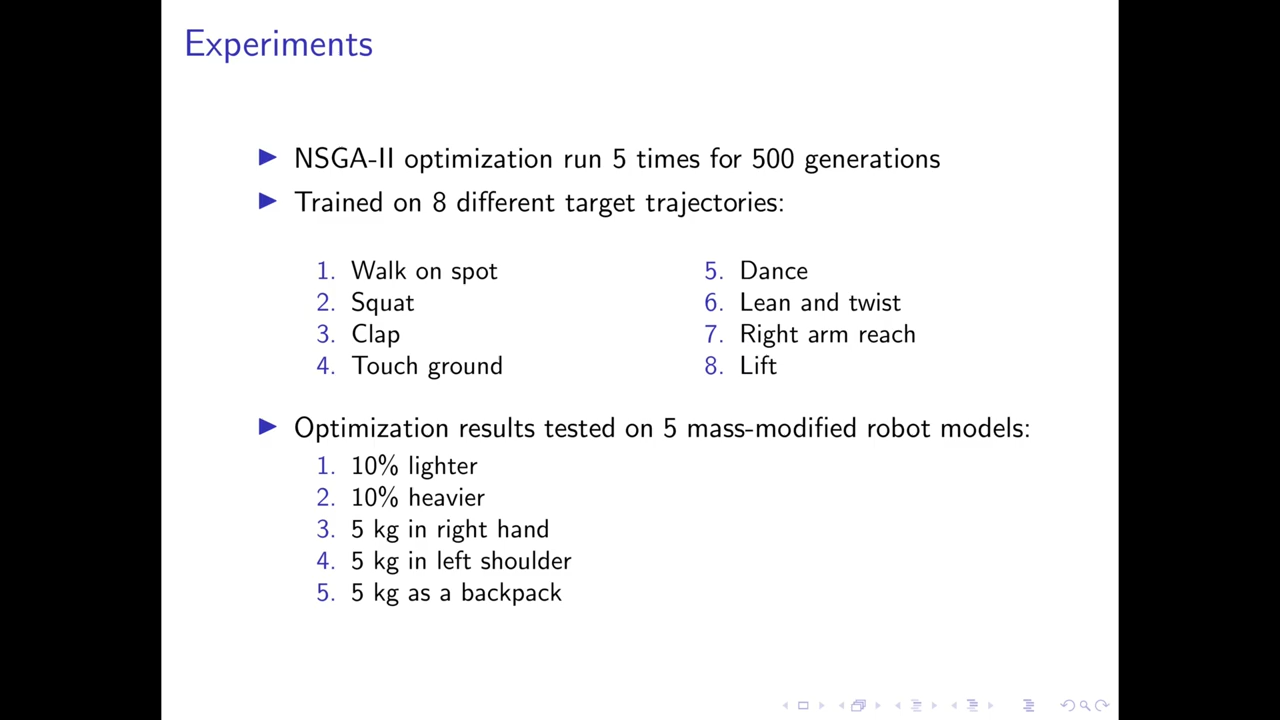 Experiments
NSGA-II optimization run 5 times for 500 generations
Trained on 8 different target trajectories:
1. Walk on spot
2. Squat
3. Clap
4. Touch ground
5. Dance
6. Lean and twist
7. Right arm reach
8. Lift
Optimization results tested on 5 mass-modified robot models:
1. 10% lighter
2. 10% heavier
3. 5 kg in right hand
4. 5 kg in left shoulder
5. 5 kg as a backpack